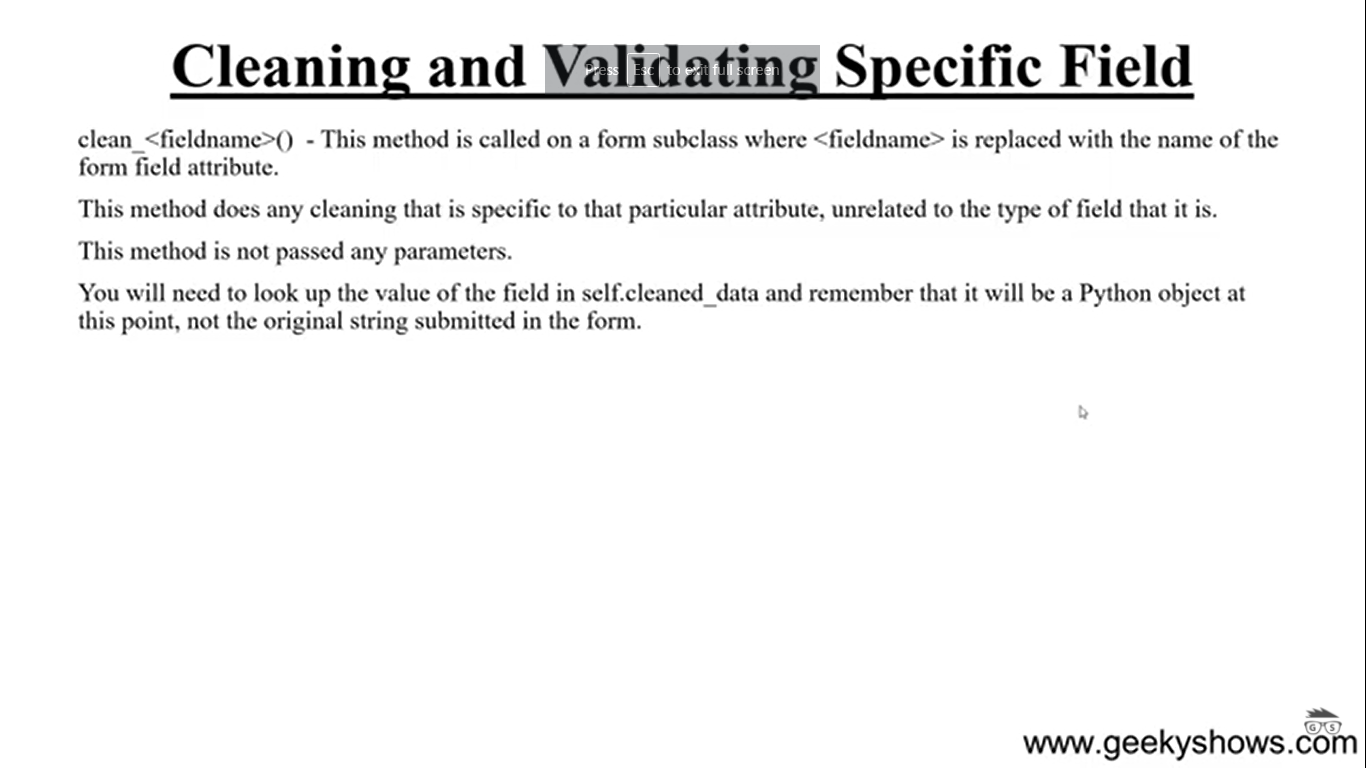 Cleaning and Validating Specific Field
Press Esc to exit full screen
clean_<fieldname>() - This method is called on a form subclass where <fieldname> is replaced with the name of the
form field attribute.
This method does any cleaning that is specific to that particular attribute, unrelated to the type of field that it is.
This method is not passed any parameters.
You will need to look up the value of the field in self.cleaned_data and remember that it will be a Python object at
this point, not the original string submitted in the form.
G S
www.geekyshows.com